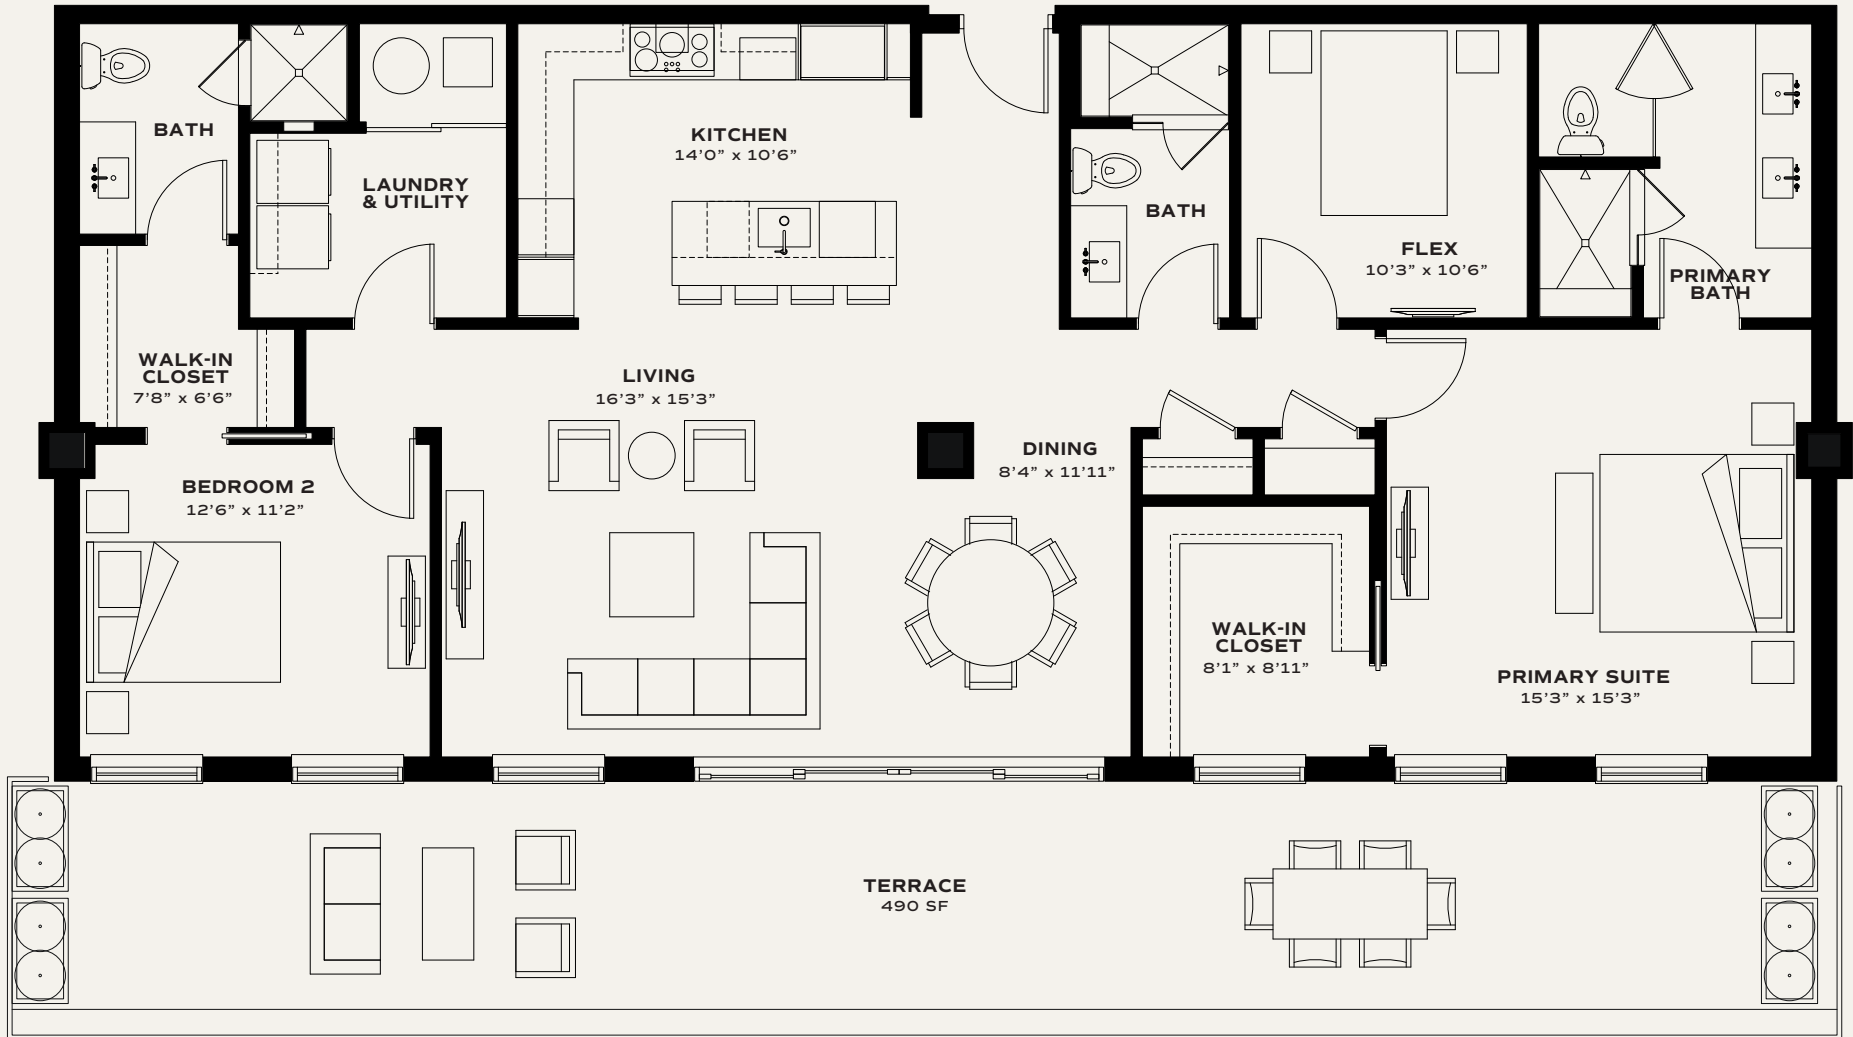 BATH
KITCHEN
14’0” x 10’6”
LAUNDRY
& UTILITY
BATH
FLEX
10’3” x 10’6”
PRIMARY
BATH
WALK-IN
CLOSET
7’8” x 6’6”
LIVING
16’3” x 15’3”
DINING
8’4” x 11’11”
BEDROOM 2
12’6” x 11’2”
WALK-IN
CLOSET
8’1” x 8’11”
PRIMARY SUITE
15’3” x 15’3”
TERRACE
490 SF